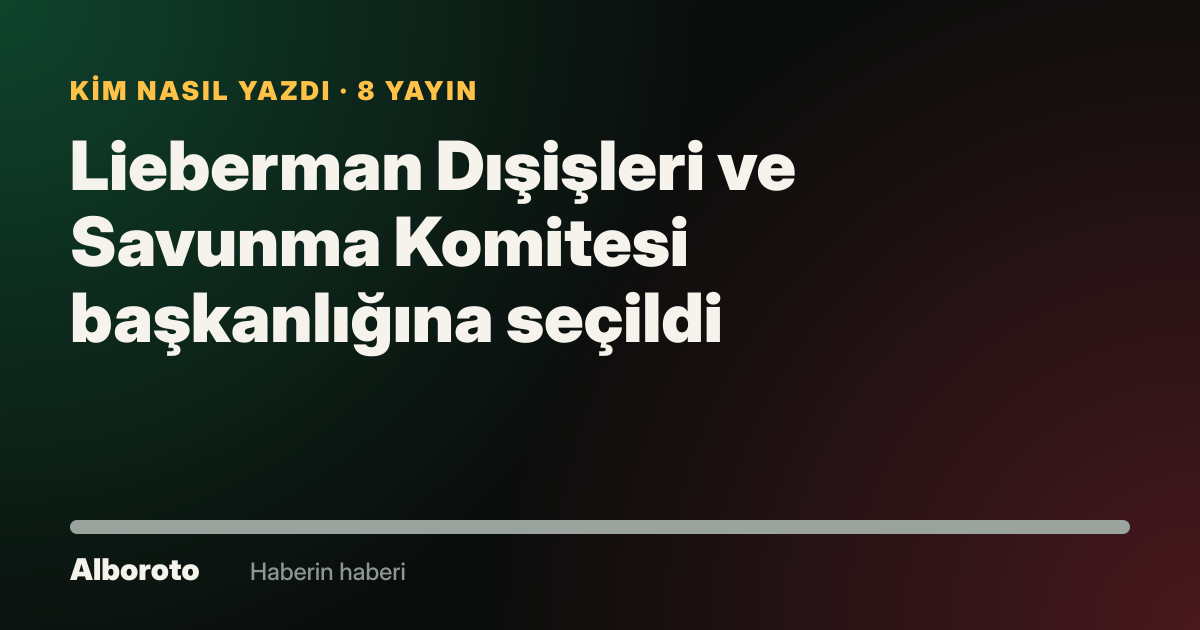 KİM NASIL YAZDI · 8 YAYIN
Lieberman Dışişleri ve
Savunma Komitesi
başkanlığına seçildi
Alboroto
Haberin haberi